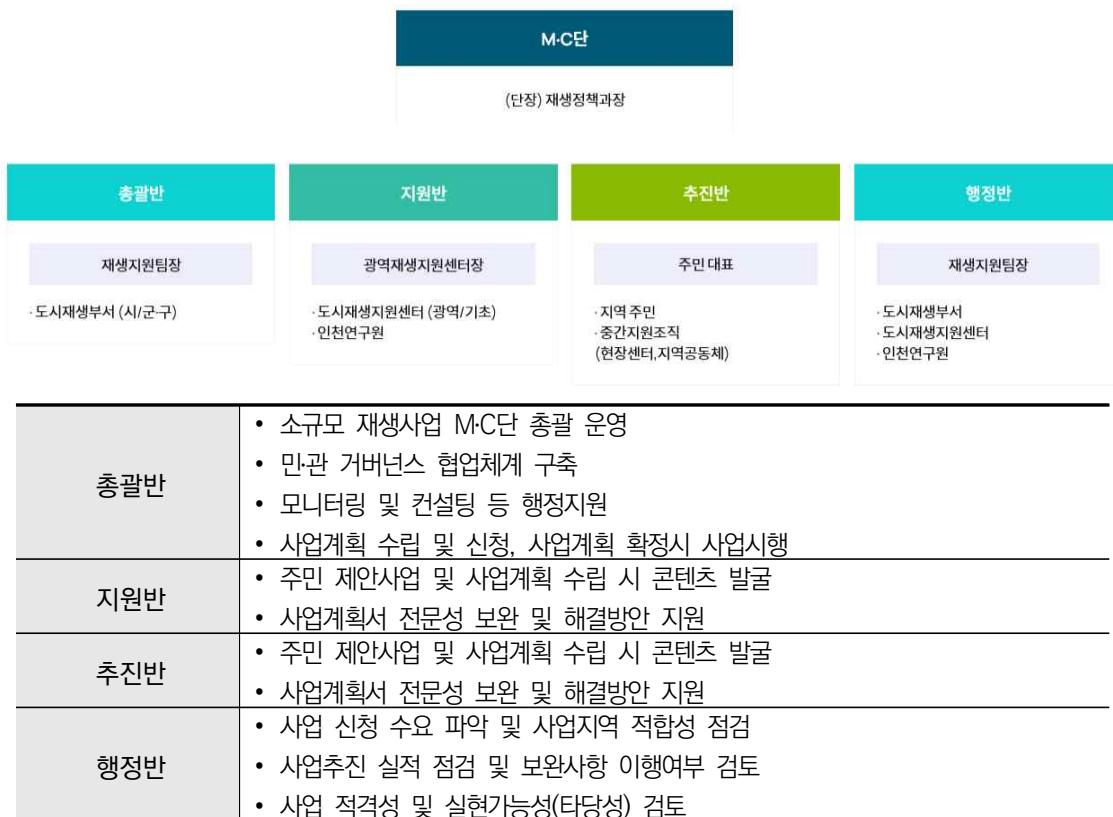 M·C단
(단장) 재생정책과장
총괄반
재생지원팀장
· 도시재생부서 (시/군·구)
지원반
광역재생지원센터장
· 도시재생지원센터 (광역/기초)
· 인천연구원
추진반
주민 대표
· 지역 주민
· 중간지원조직
(현장센터,지역공동체)
행정반
재생지원팀장
· 도시재생부서
· 도시재생지원센터
· 인천연구원
총괄반
• 소규모 재생사업 M·C단 총괄 운영
• 민·관 거버넌스 협업체계 구축
• 모니터링 및 컨설팅 등 행정지원
• 사업계획 수립 및 신청, 사업계획 확정시 사업시행
지원반
• 주민 제안사업 및 사업계획 수립 시 콘텐츠 발굴
• 사업계획서 전문성 보완 및 해결방안 지원
추진반
• 주민 제안사업 및 사업계획 수립 시 콘텐츠 발굴
• 사업계획서 전문성 보완 및 해결방안 지원
행정반
• 사업 신청 수요 파악 및 사업지역 적합성 점검
• 사업추진 실적 점검 및 보완사항 이행여부 검토
• 사업 적격성 및 실현가능성(타당성) 검토